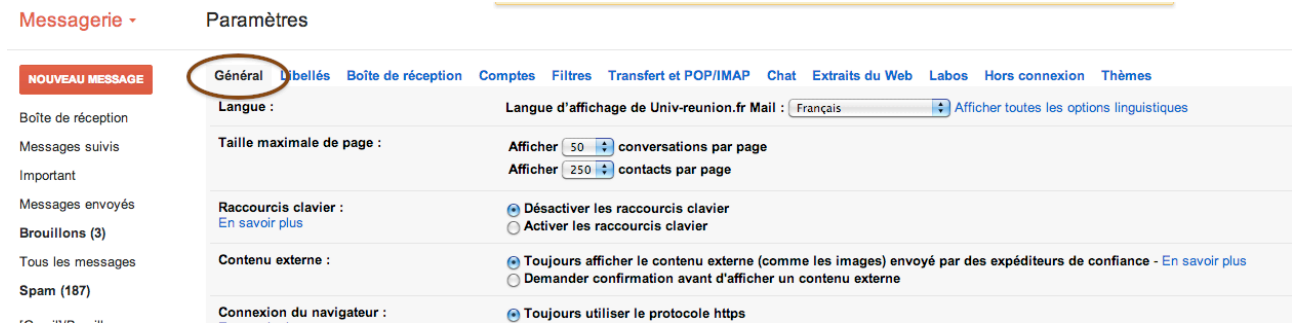 Messagerie
Paramètres
NOUVEAU MESSAGE
Général Libellés Boîte de réception Comptes Filtres Transfert et POP/IMAP Chat Extraits du Web Labos Hors connexion Thèmes
Boîte de réception
Messages suivis
Important
Messages envoyés
Brouillons (3)
Tous les messages
Spam (187)
Langue :
Langue d'affichage de Univ-reunion.fr Mail : Français Afficher toutes les options linguistiques
Taille maximale de page :
Afficher 50 conversations par page
Afficher 250 contacts par page
Raccourcis clavier :
En savoir plus
Désactiver les raccourcis clavier
Activer les raccourcis clavier
Contenu externe :
Toujours afficher le contenu externe (comme les images) envoyé par des expéditeurs de confiance - En savoir plus
Demander confirmation avant d'afficher un contenu externe
Connexion du navigateur :
Toujours utiliser le protocole https